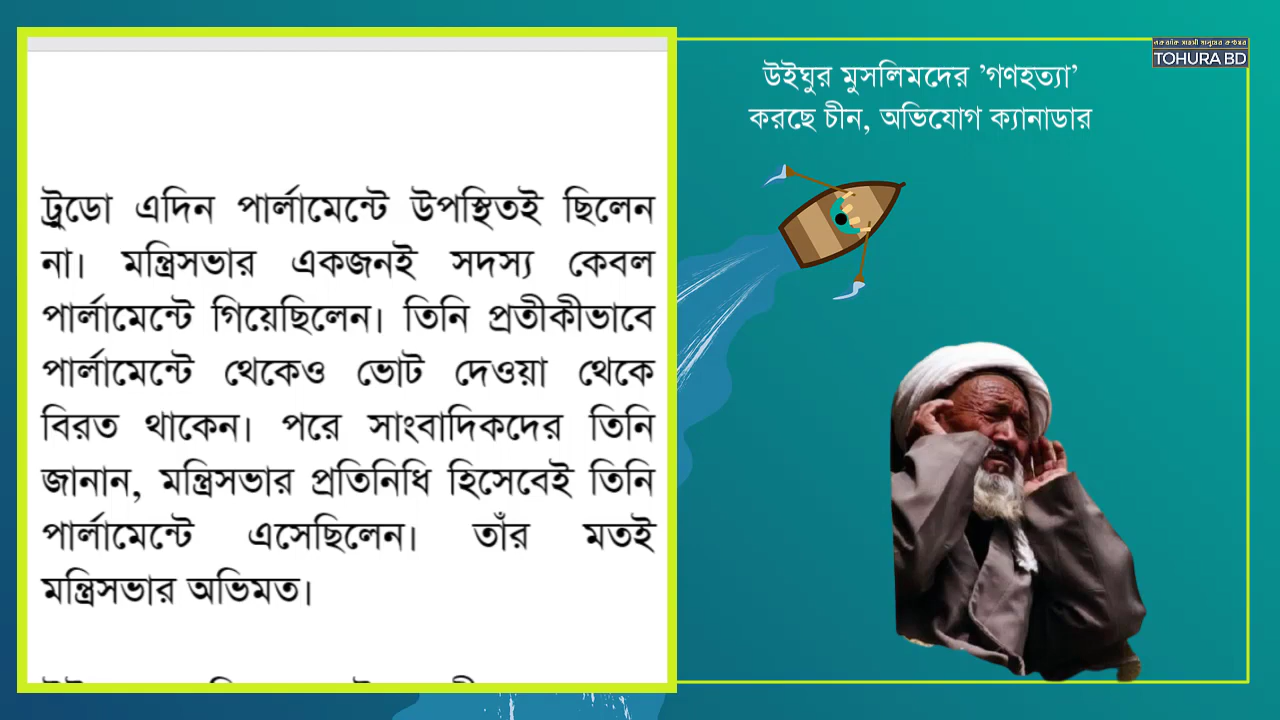 ট্রুডো এদিন পার্লামেন্টে উপস্থিতই ছিলেন
না। মন্ত্রিসভার একজনই সদস্য কেবল
পার্লামেন্টে গিয়েছিলেন। তিনি প্রতীকীভাবে
পার্লামেন্টে থেকেও ভোট দেওয়া থেকে
বিরত থাকেন। পরে সাংবাদিকদের তিনি
জানান, মন্ত্রিসভার প্রতিনিধি হিসেবেই তিনি
পার্লামেন্টে এসেছিলেন। তাঁর মতই
মন্ত্রিসভার অভিমত।
উইঘুর মুসলিমদের ’গণহত্যা’
করছে চীন, অভিযোগ ক্যানাডার
TOHURA BD